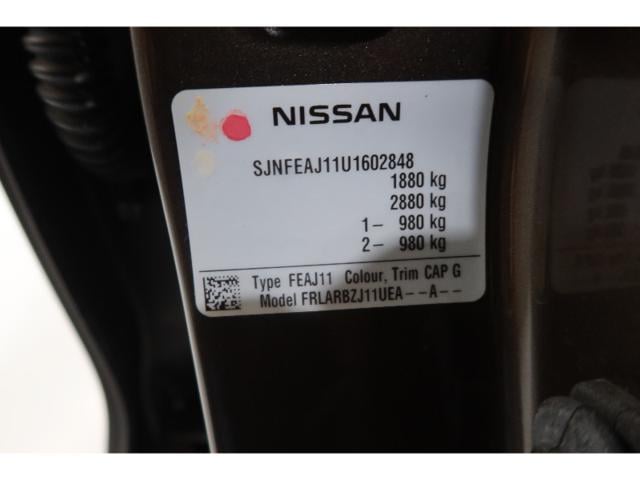 NISSAN
SJNFEAJ11U1602848
1880 kg
2880 kg
1- 980 kg
2- 980 kg
Type FEAJ11 Colour, Trim CAP G
Model FRLARBZJ11UEA--A--